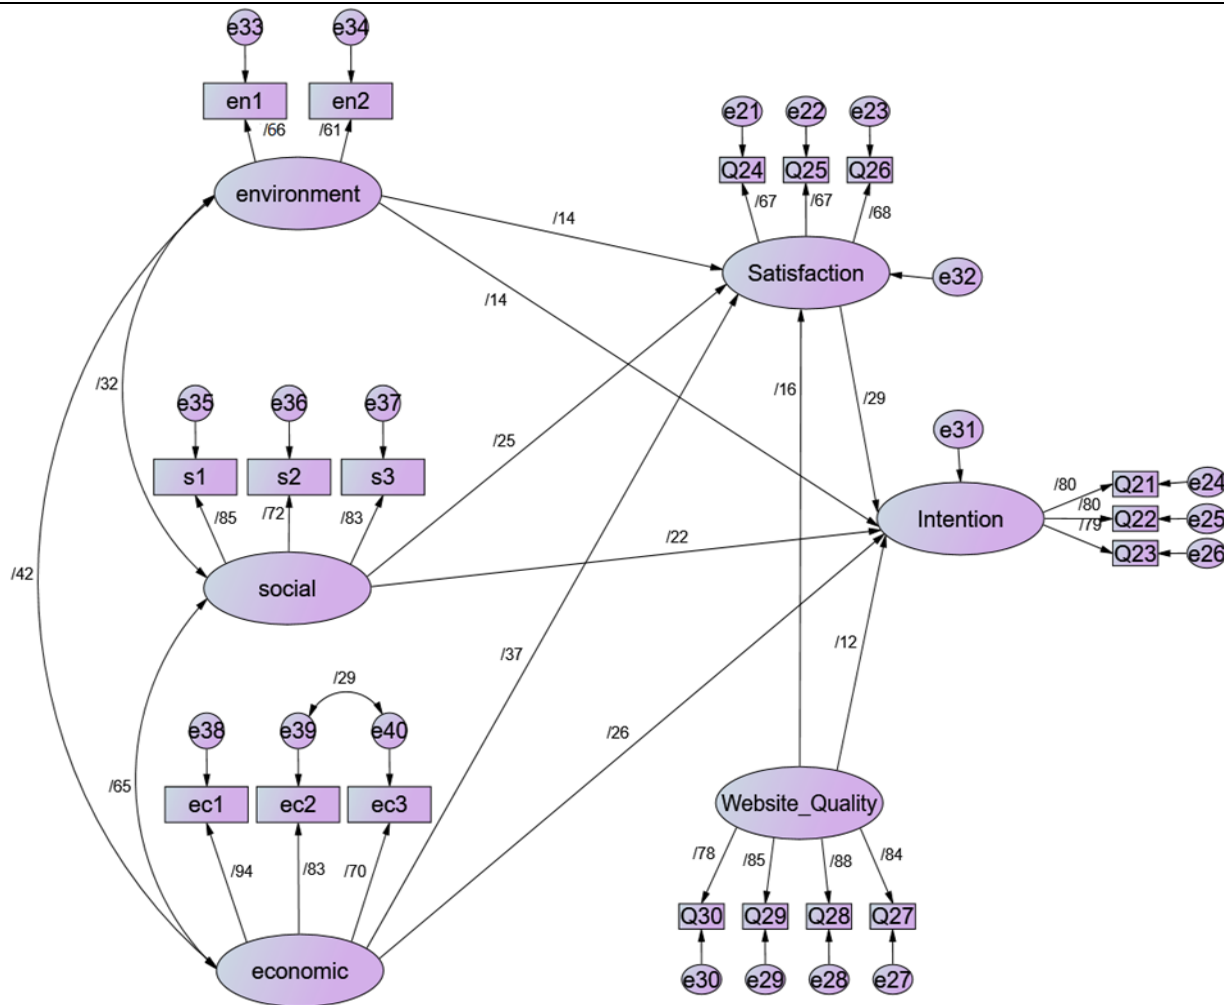 e33 e34
en1 en2
/66 /61
environment
e21 e22 e23
Q24 Q25 Q26
/67 /67 /68
Satisfaction
e32
/14
/14
/32
e35 e36 e37
s1 s2 s3
/85 /72 /83
social
/25
/16
/29
e31
Intention
/80
/80
/79
Q21 e24
Q22 e25
Q23 e26
/22
/42
/37
/12
/26
/65
/29
e38 e39 e40
ec1 ec2 ec3
/94 /83 /70
economic
Website_Quality
/78 /85 /88 /84
Q30 Q29 Q28 Q27
e30 e29 e28 e27